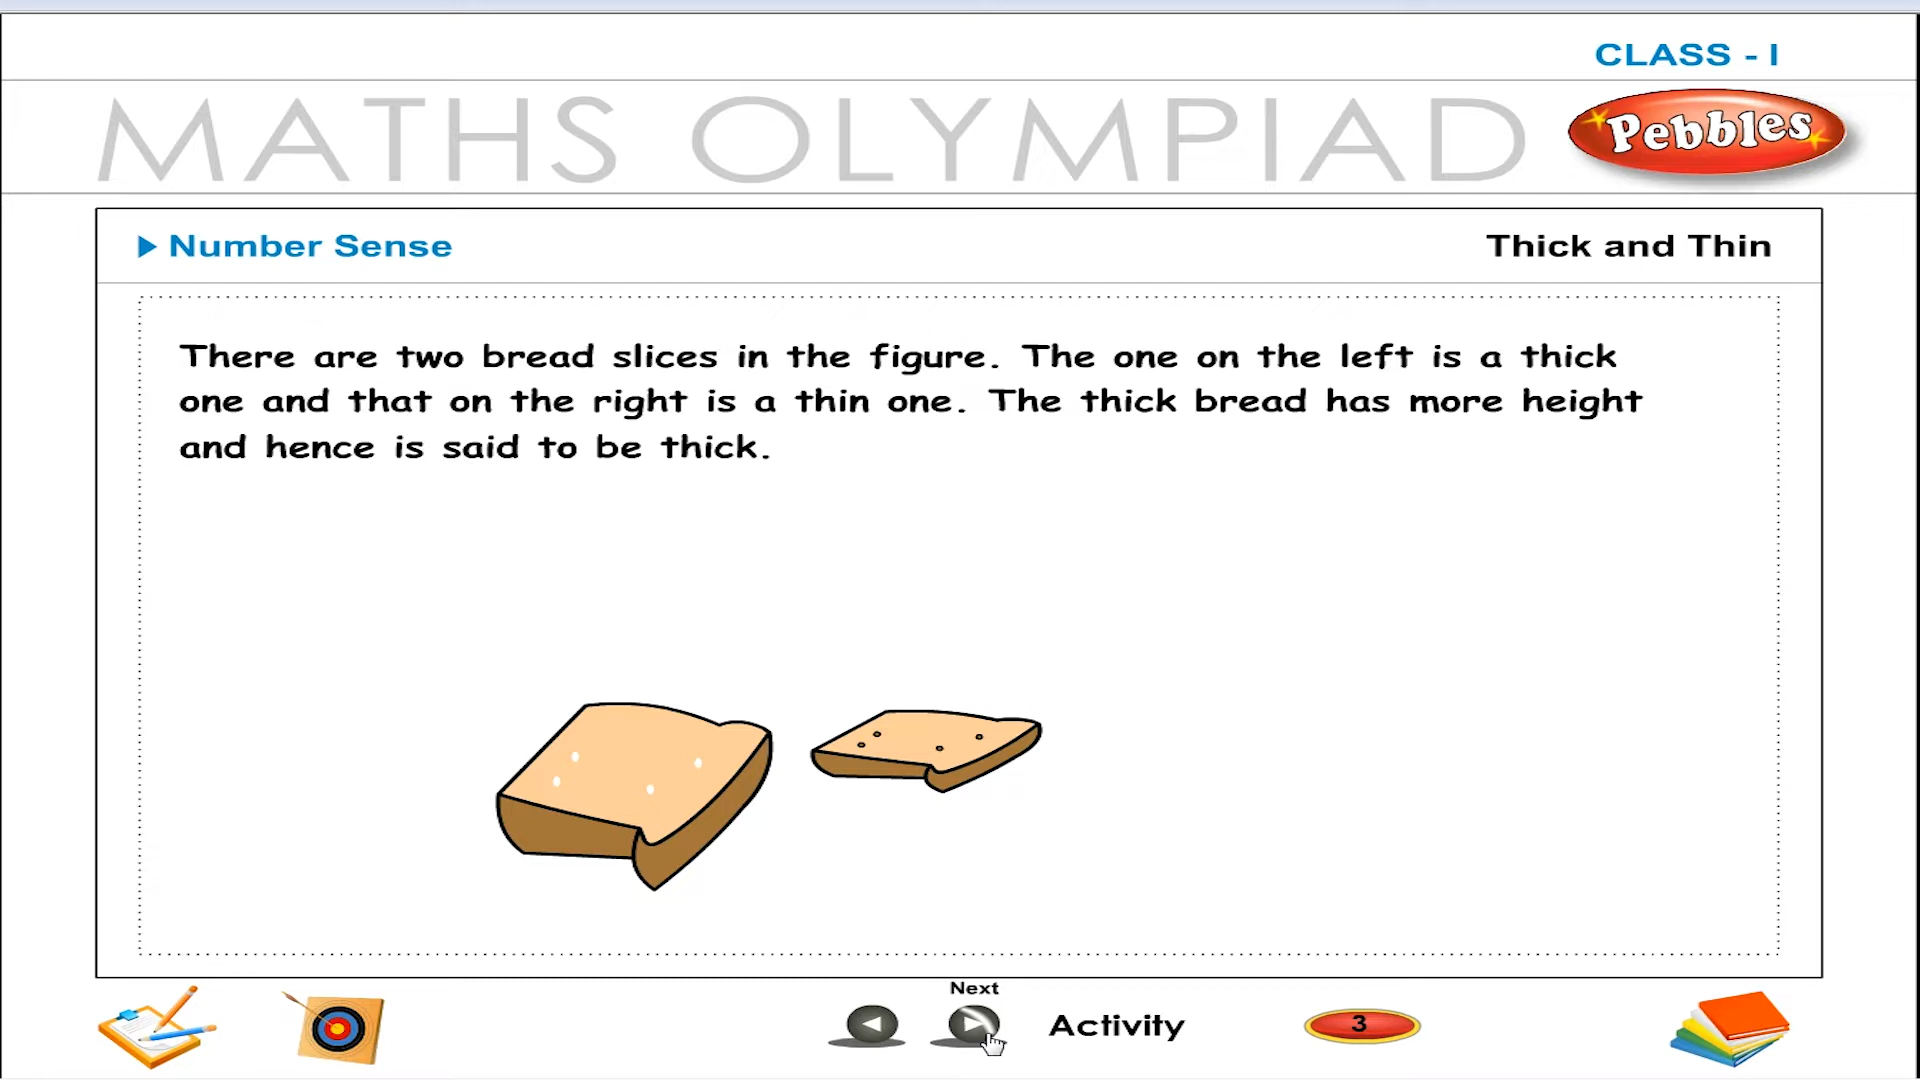 CLASS - I
MATHS OLYMPIAD
Pebbles
Number Sense
Thick and Thin
There are two bread slices in the figure. The one on the left is a thick
one and that on the right is a thin one. The thick bread has more height
and hence is said to be thick.
Next
Activity
3